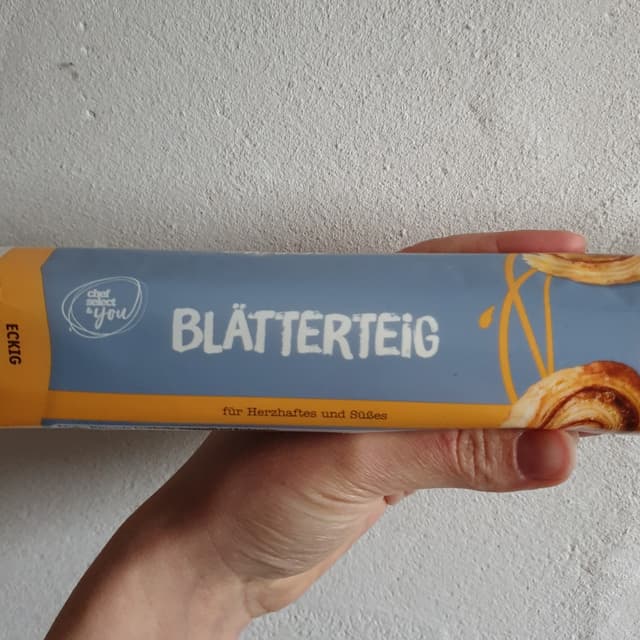 ECKIG
chef
select
& you
BLÄTTERTEIG
für Herzhaftes und Süßes